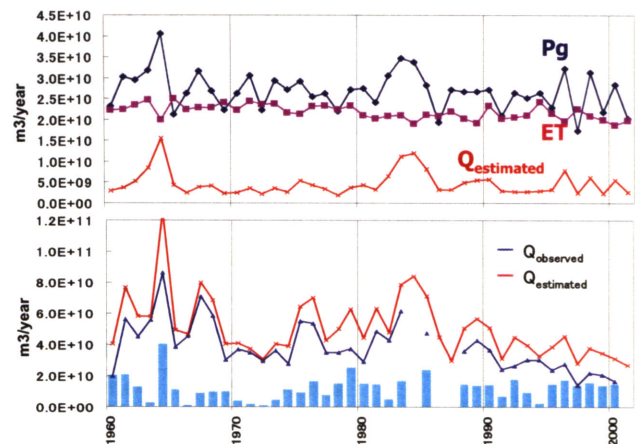 4.5E+10
4.0E+10
3.5E+10
3.0E+10
2.5E+10
2.0E+10
1.5E+10
1.0E+10
5.0E+09
0.0E+00
m3/year
Pg
ET
Qestimated
1.2E+11
1.0E+11
8.0E+10
6.0E+10
4.0E+10
2.0E+10
0.0E+00
m3/year
Qobserved
Qestimated
1960
1970
1980
1990
2000